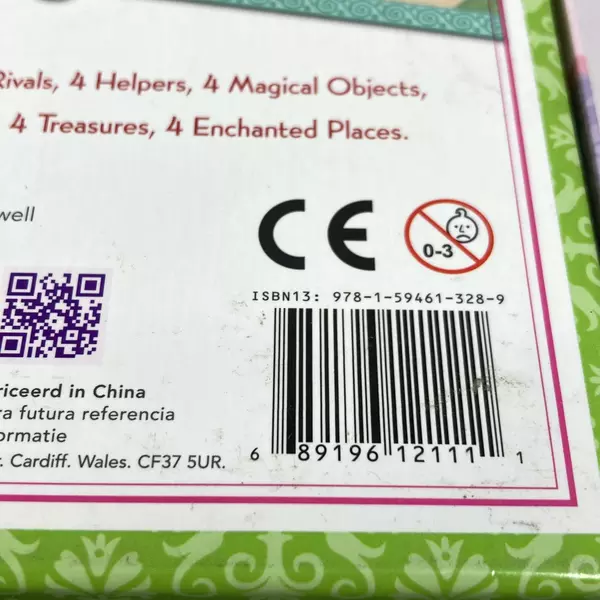 Rivals, 4 Helpers, 4 Magical Objects,
4 Treasures, 4 Enchanted Places.
well
CE
0-3
ISBN13: 978-1-59461-328-9
riceerd in China
ra futura referencia
ormatie
. Cardiff. Wales. CF37 5UR.
6 89196 12111 1